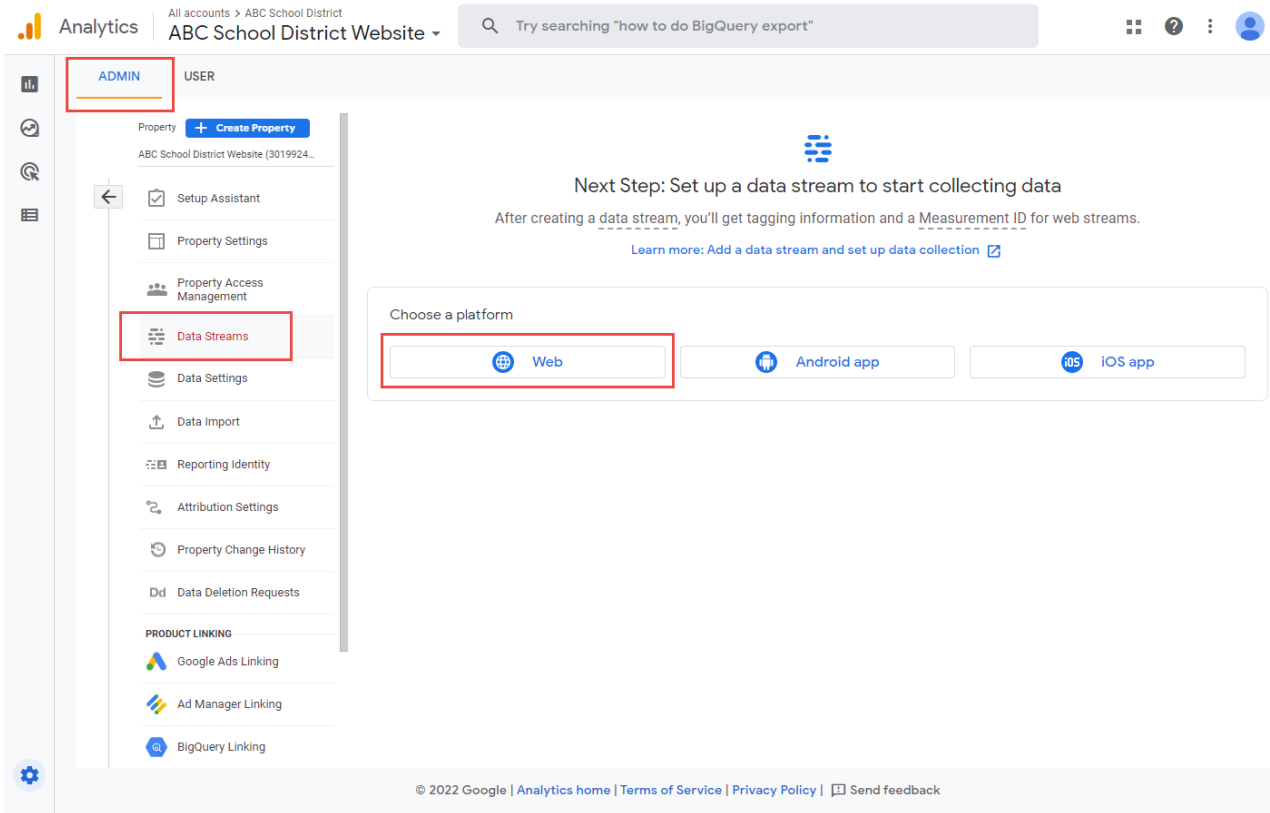 Analytics
All accounts > ABC School District
ABC School District Website
Try searching "how to do BigQuery export"
ADMIN
USER
Property
+ Create Property
ABC School District Website (3019924...
Setup Assistant
Property Settings
Property Access
Management
Data Streams
Data Settings
Data Import
Reporting Identity
Attribution Settings
Property Change History
Dd Data Deletion Requests
PRODUCT LINKING
Google Ads Linking
Ad Manager Linking
BigQuery Linking
Next Step: Set up a data stream to start collecting data
After creating a data stream, you'll get tagging information and a Measurement ID for web streams.
Learn more: Add a data stream and set up data collection
Choose a platform
Web
Android app
iOS iOS app
© 2022 Google | Analytics home | Terms of Service | Privacy Policy | Send feedback